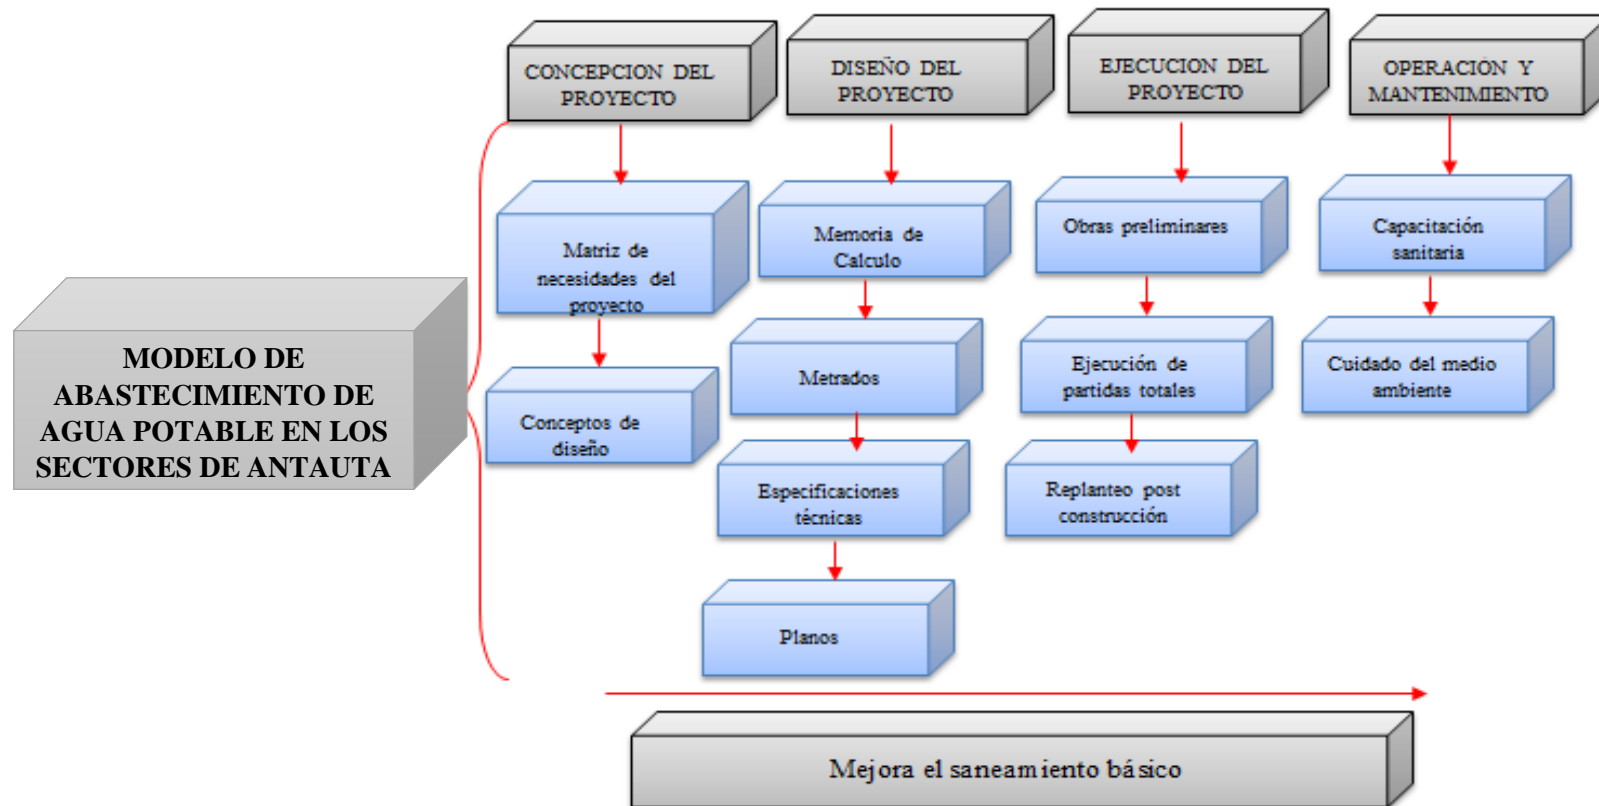 CONCEPCION DEL
PROYECTO
DISEÑO DEL
PROYECTO
EJECUCION DEL
PROYECTO
OPERACIÓN Y
MANTENIMIENTO
MODELO DE
ABASTECIMIENTO DE
AGUA POTABLE EN LOS
SECTORES DE ANTAUTA
Matriz de
necesidades del
proyecto
Conceptos de
diseño
Memoria de
Calculo
Metrados
Especificaciones
técnicas
Planos
Obras preliminares
Ejecución de
partidas totales
Replanteo post
construcción
Capacitación
sanitaria
Cuidado del medio
ambiente
Mejora el saneamiento básico